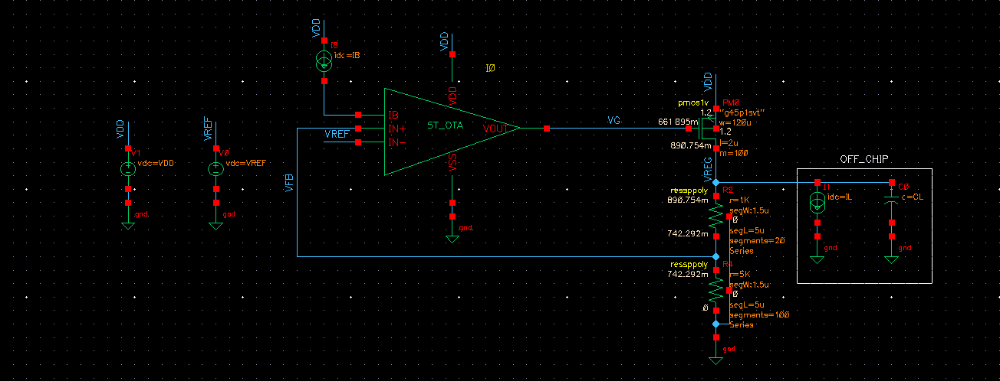 VDD
I8
idc=IB
VDD
I0
VDD
IB
IN+
IN-
VREF
ST_OTA
VOUT
VSS
gnd
VG
VDD
pmos1v
PM0
1.2
"g45p1svt"
w=120u
661.895m
1.2
890.754m
l=2u
m=100
VREG
VDD
V1
vdc=VDD
gnd
VREF
V0
vdc=VREF
gnd
VFB
OFF_CHIP
I1
idc=IL
gnd
C0
c=CL
gnd
ressppoly
890.754m
R2
r=1K
segW:1.5u
0
742.292m
segL=5u
segments=20
Series
ressppoly
742.292m
R4
r=5K
segW:1.5u
0
0
segL=5u
segments=100
Series
gnd